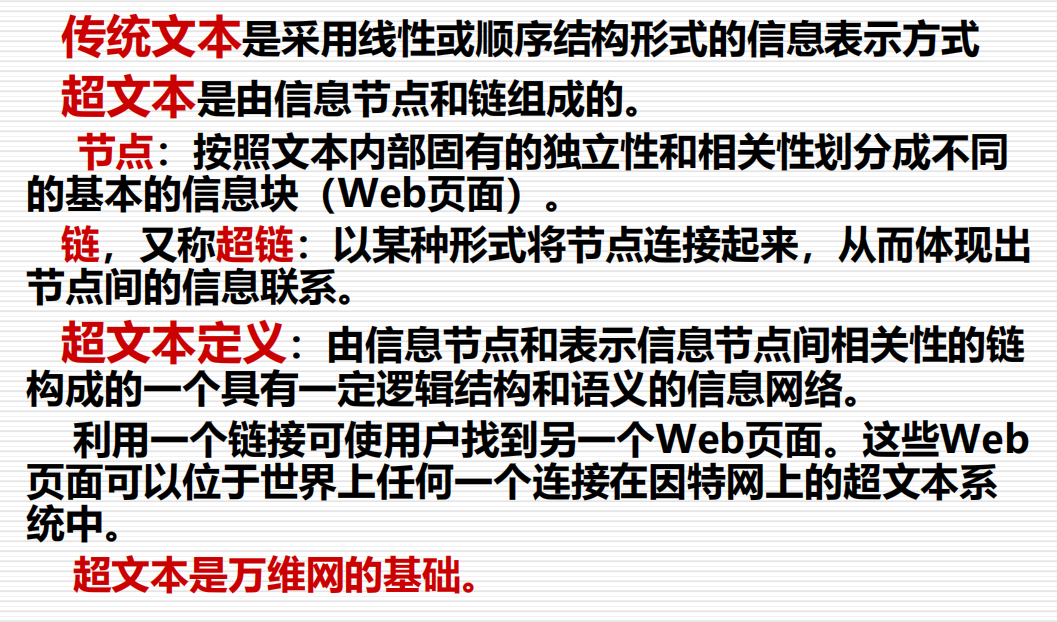 传统文本是采用线性或顺序结构形式的信息表示方式
超文本是由信息节点和链组成的。
节点：按照文本内部固有的独立性和相关性划分成不同
的基本的信息块（Web页面）。
链，又称超链：以某种形式将节点连接起来，从而体现出
节点间的信息联系。
超文本定义：由信息节点和表示信息节点间相关性的链
构成的一个具有一定逻辑结构和语义的信息网络。
利用一个链接可使用户找到另一个Web页面。这些Web
页面可以位于世界上任何一个连接在因特网上的超文本系
统中。
超文本是万维网的基础。